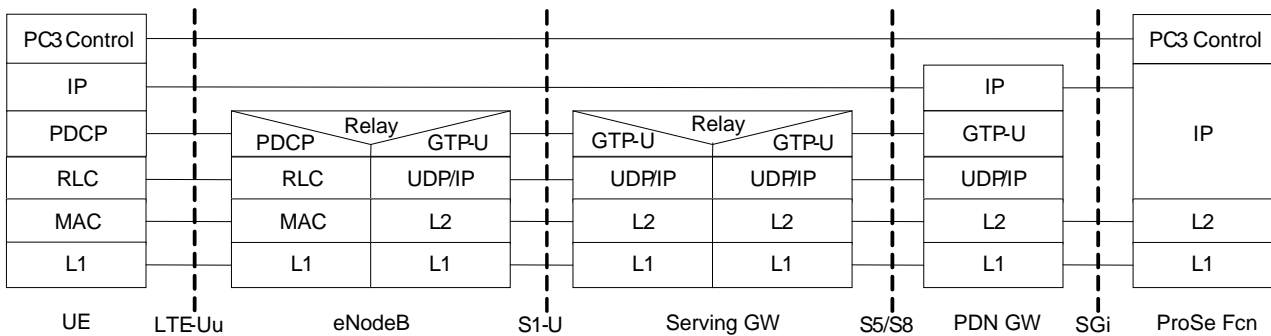 PC3 Control PC3 Control
IP IP
PDCP Relay Relay GTP-U IP
PDCP GTP-U GTP-U GTP-U
RLC RLC UDP/IP UDP/IP UDP/IP UDP/IP
MAC MAC L2 L2 L2 L2 L2
L1 L1 L1 L1 L1 L1 L1
UE LTE-Uu eNodeB S1-U Serving GW S5/S8 PDN GW SGi ProSe Fcn